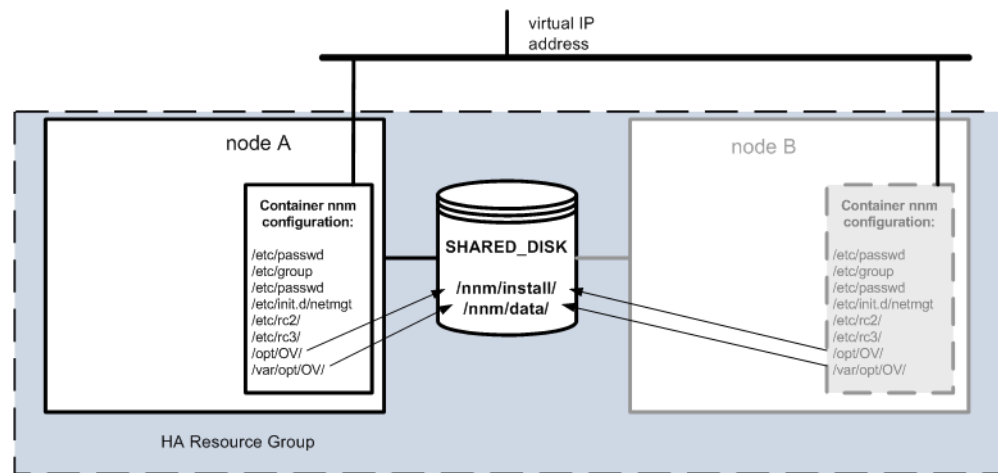 virtual IP
address
node A
Container nnm
configuration:
/etc/passwd
/etc/group
/etc/passwd
/etc/init.d/netmgt
/etc/rc2/
/etc/rc3/
/opt/OV/
/var/opt/OV/
SHARED_DISK
/nnm/install/
/nnm/data/
node B
Container nnm
configuration:
/etc/passwd
/etc/group
/etc/passwd
/etc/init.d/netmgt
/etc/rc2/
/etc/rc3/
/opt/OV/
/var/opt/OV/
HA Resource Group